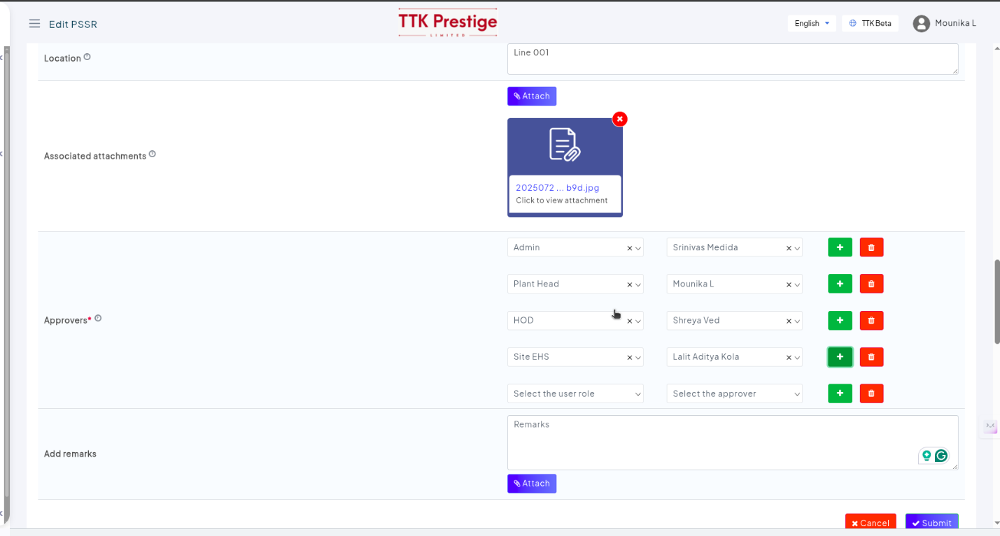 Edit PSSR
TTK Prestige
LIMITED
English
TTK Beta
Mounika L
Location
Line 001
Attach
Associated attachments
2025072 ... b9d.jpg
Click to view attachment
Approvers*
Admin
Srinivas Medida
Plant Head
Mounika L
HOD
Shreya Ved
Site EHS
Lalit Aditya Kola
Select the user role
Select the approver
Add remarks
Remarks
Attach
Cancel
Submit